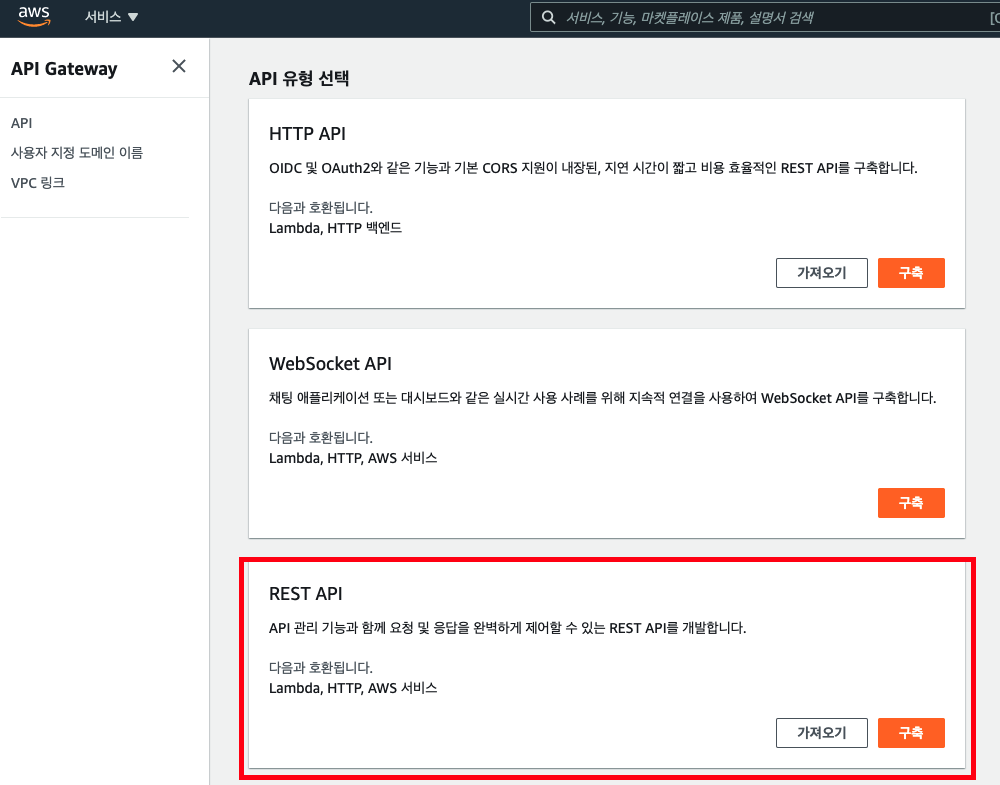 aws
서비스 ▼
서비스, 기능, 마켓플레이스 제품, 설명서 검색
API Gateway
API
사용자 지정 도메인 이름
VPC 링크
API 유형 선택
HTTP API
OIDC 및 OAuth2와 같은 기능과 기본 CORS 지원이 내장된, 지연 시간이 짧고 비용 효율적인 REST API를 구축합니다.
다음과 호환됩니다.
Lambda, HTTP 백엔드
가져오기
구축
WebSocket API
채팅 애플리케이션 또는 대시보드와 같은 실시간 사용 사례를 위해 지속적 연결을 사용하여 WebSocket API를 구축합니다.
다음과 호환됩니다.
Lambda, HTTP, AWS 서비스
구축
REST API
API 관리 기능과 함께 요청 및 응답을 완벽하게 제어할 수 있는 REST API를 개발합니다.
다음과 호환됩니다.
Lambda, HTTP, AWS 서비스
가져오기
구축